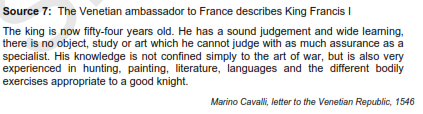 Source 7: The Venetian ambassador to France describes King Francis I
The king is now fifty-four years old. He has a sound judgement and wide learning,
there is no object, study or art which he cannot judge with as much assurance as a
specialist. His knowledge is not confined simply to the art of war, but is also very
experienced in hunting, painting, literature, languages and the different bodily
exercises appropriate to a good knight.
Marino Cavalli, letter to the Venetian Republic, 1546